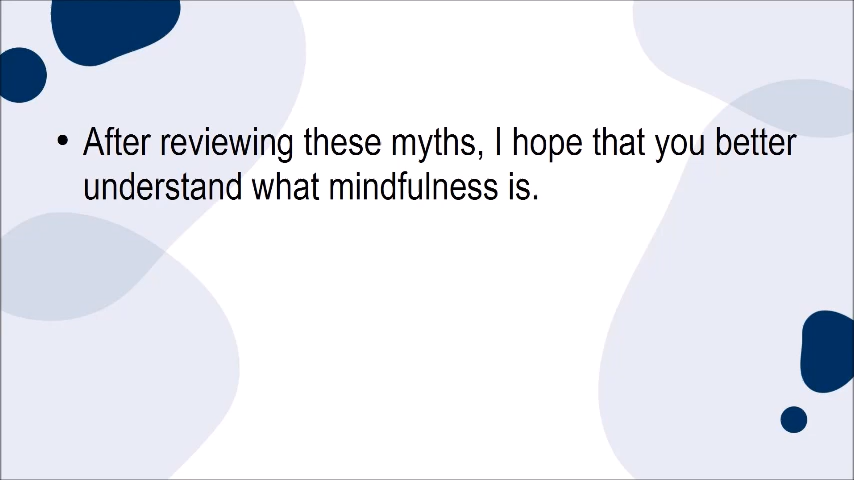 • After reviewing these myths, I hope that you better
understand what mindfulness is.